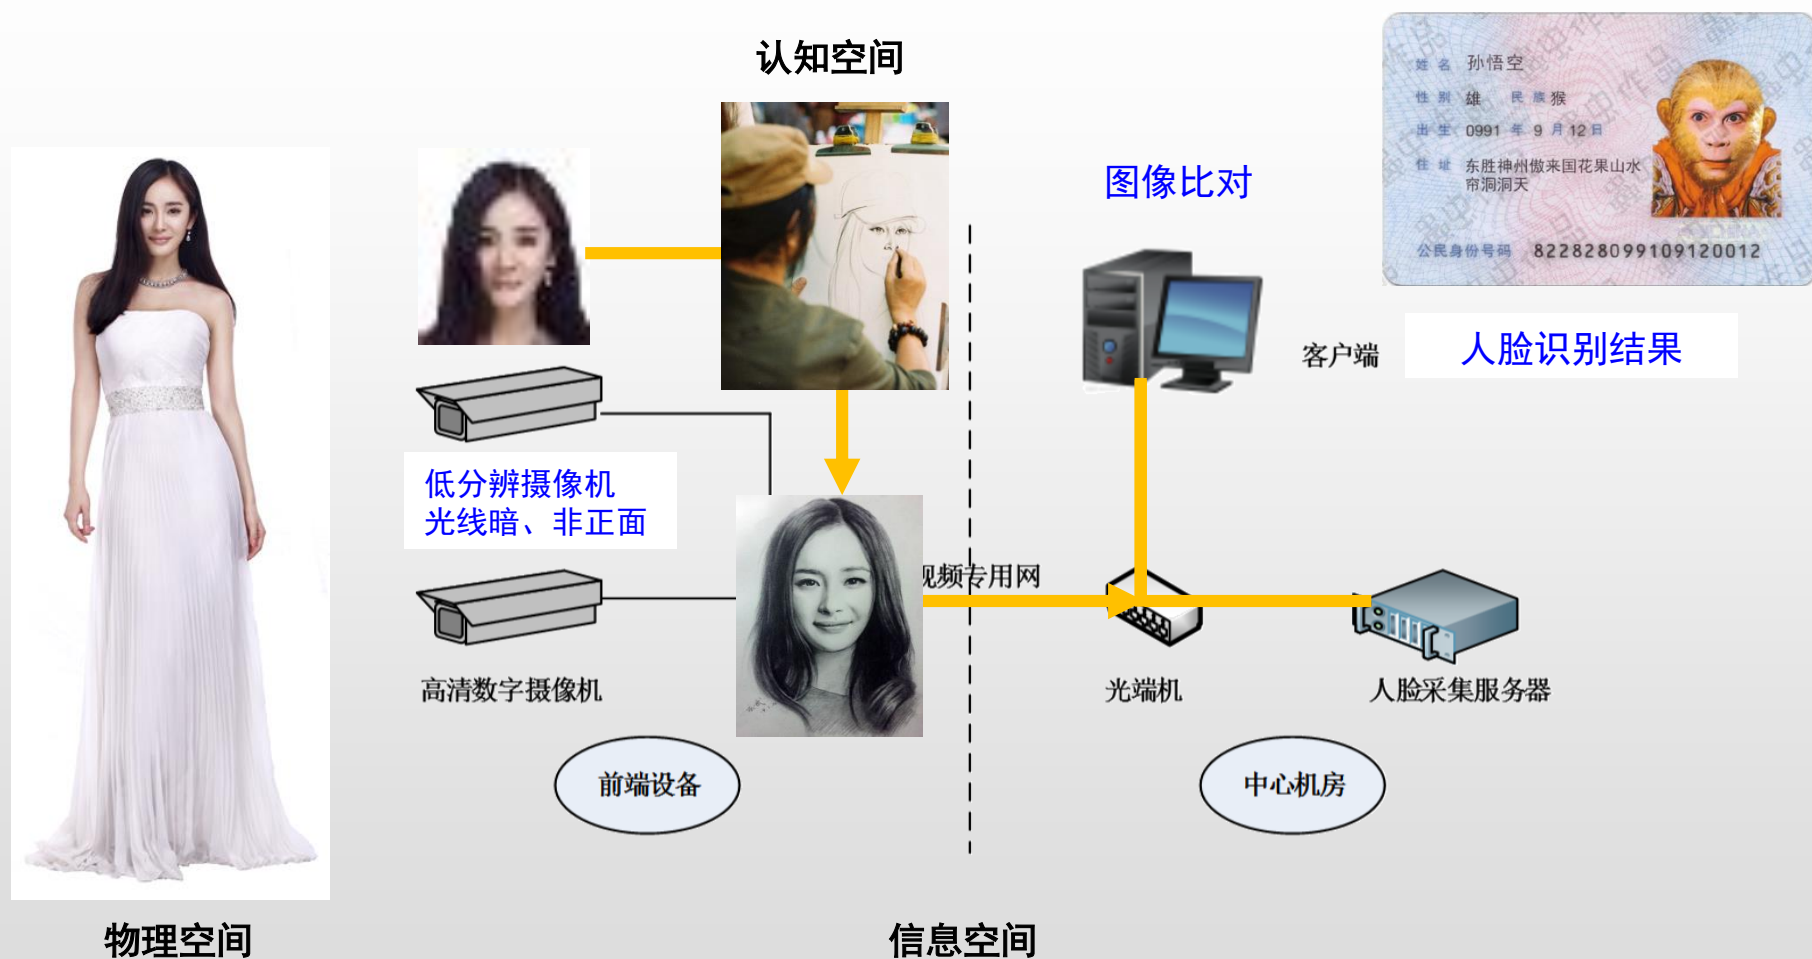 认知空间
姓名 孙悟空
性别 雄 民族 猴
出生 0991 年 9 月 12 日
住址 东胜神州傲来国花果山水
帘洞洞天
公民身份号码 822828099109120012
图像比对
客户端
人脸识别结果
低分辨摄像机
光线暗、非正面
视频专用网
高清数字摄像机
光端机
人脸采集服务器
前端设备
中心机房
物理空间
信息空间